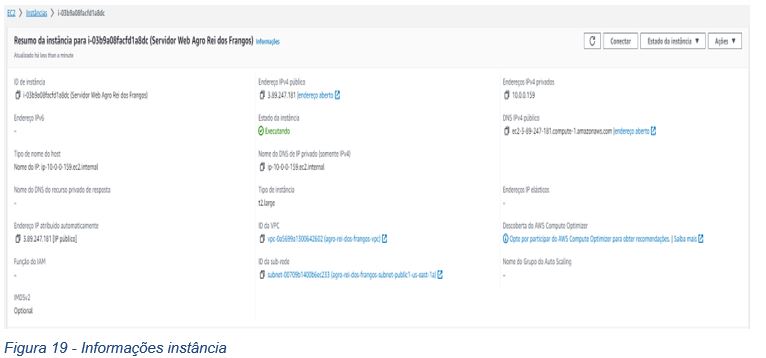 EC2 > Instâncias > i-03b9a08facfd1a8dc
Resumo da instância para i-03b9a08facfd1a8dc (Servidor Web Agro Rei dos Frangos) Informações
Atualizado há less than a minute
Conectar
Estado da instância ▼
Ações ▼
ID de instância
i-03b9a08facfd1a8dc (Servidor Web Agro Rei dos Frangos)
Endereço IPv4 público
3.89.247.181 |endereço aberto
Endereços IPv4 privados
10.0.0.159
Endereço IPv6
-
Estado da instância
Executando
DNS IPv4 público
ec2-3-89-247-181.compute-1.amazonaws.com |endereço aberto
Tipo de nome do host
Nome do IP: ip-10-0-0-159.ec2.internal
Nome do DNS de IP privado (somente IPv4)
ip-10-0-0-159.ec2.internal
Nome do DNS do recurso privado de resposta
-
Tipo de instância
t2.large
Endereços IP elásticos
-
Endereço IP atribuído automaticamente
3.89.247.181 [IP público]
ID da VPC
vpc-0a5699a1300642602 (agro-rei-dos-frangos-vpc)
Descoberta do AWS Compute Optimizer
Opte por participar do AWS Compute Optimizer para obter recomendações. | Saiba mais
Função do IAM
-
ID da sub-rede
subnet-00709b1400b6ec233 (agro-rei-dos-frangos-subnet-public1-us-east-1a)
Nome do Grupo do Auto Scaling
-
IMDSv2
Optional
Figura 19 - Informações instância